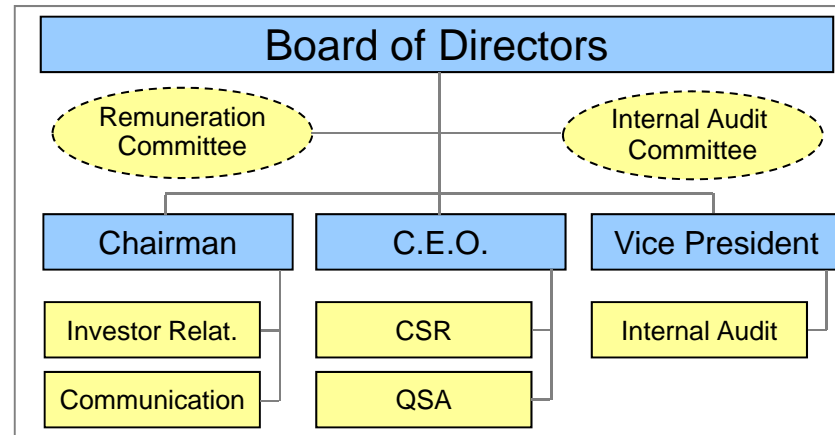 Board of Directors
Remuneration
Committee
Internal Audit
Committee
Chairman
C.E.O.
Vice President
Investor Relat.
CSR
Internal Audit
Communication
QSA